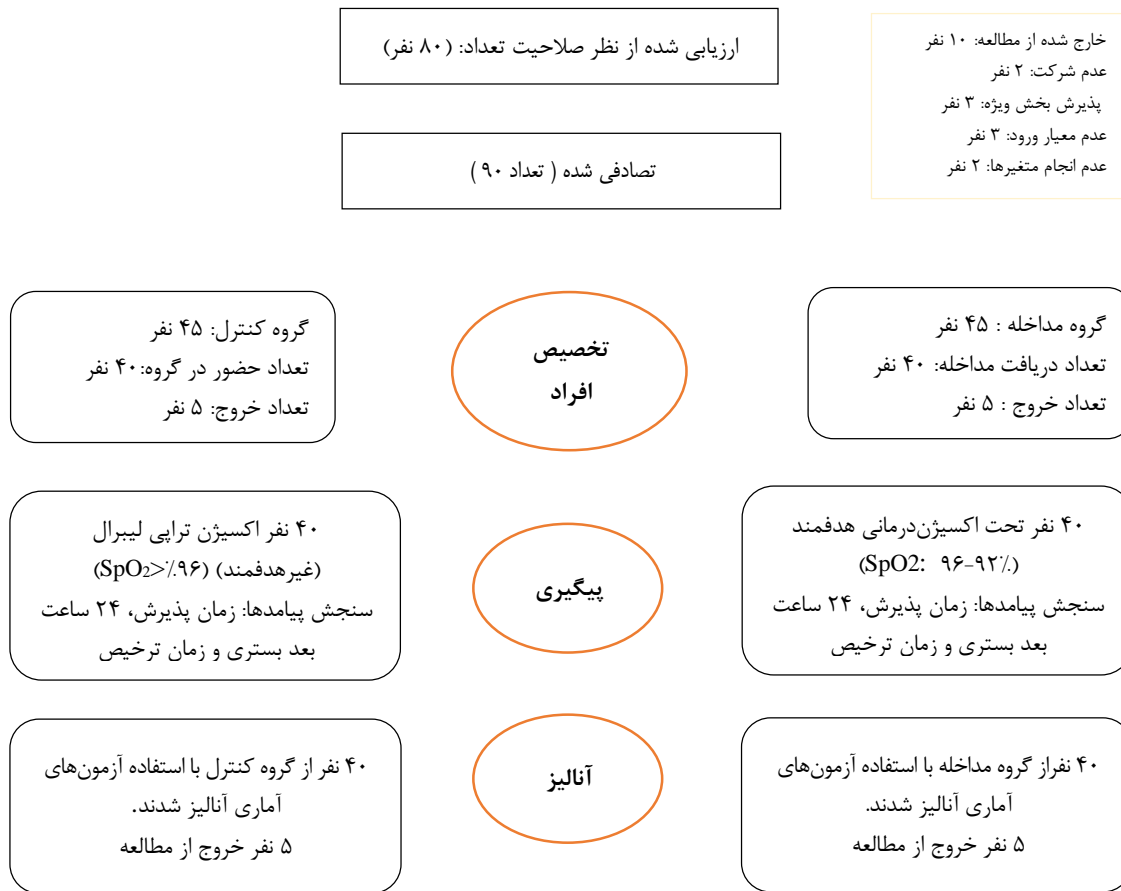 ارزیابی شده از نظر صلاحیت تعداد: (۸۰ نفر)
خارج شده از مطالعه: ۱۰ نفر
عدم شرکت: ۲ نفر
پذیرش بخش ویژه: ۳ نفر
عدم معیار ورود: ۳ نفر
عدم انجام متغیرها: ۲ نفر
تصادفی شده ( تعداد ۹۰ )
گروه مداخله : ۴۵ نفر
تعداد دریافت مداخله: ۴۰ نفر
تعداد خروج : ۵ نفر
تخصیص
افراد
گروه کنترل: ۴۵ نفر
تعداد حضور در گروه:۴۰ نفر
تعداد خروج: ۵ نفر
۴۰ نفر تحت اکسیژن‌درمانی هدفمند
(SpO2: ۹۶-۹۲٪)
سنجش پیامدها: زمان پذیرش، ۲۴ ساعت
بعد بستری و زمان ترخیص
پیگیری
۴۰ نفر اکسیژن تراپی لیبرال
(غیرهدفمند) (SpO₂>٪۹۶)
سنجش پیامدها: زمان پذیرش، ۲۴ ساعت
بعد بستری و زمان ترخیص
۴۰ نفراز گروه مداخله با استفاده آزمون‌های
آماری آنالیز شدند.
۵ نفر خروج از مطالعه
آنالیز
۴۰ نفر از گروه کنترل با استفاده آزمون‌های
آماری آنالیز شدند.
۵ نفر خروج از مطالعه